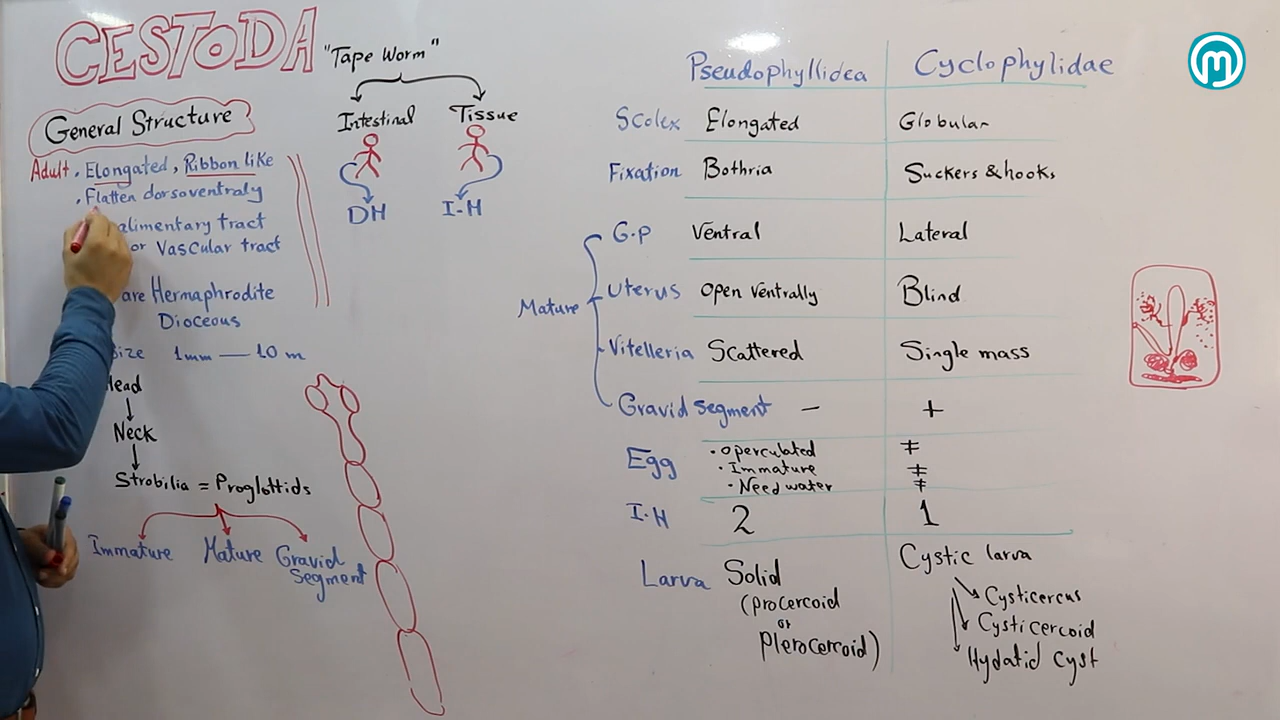 CESTODA
"Tape Worm"
Intestinal
Tissue
DH
I-H
General Structure
Adult . Elongated, Ribbon like
. Flatten dorsoventraly
alimentary tract
or Vascular tract
are Hermaphrodite
Dioceous
Size 1mm — 10 m
Head
Neck
Strobilia = Proglottids
Immature
Mature
Gravid
Segment
Pseudophyllidea
Cyclophylidae
Scolex Elongated Globular
Fixation Bothria Suckers & hooks
Mature
G.p Ventral Lateral
Uterus open ventrally Blind
Vitelleria Scattered Single mass
Gravid segment − +
Egg
. operculated ≠
. Immature ≠
. Need water ≠
I.H 2 1
Larva Solid
(procercoid
or
Plerocercoid)
Cystic larva
Cysticercus
Cysticercoid
Hydatid Cyst
m